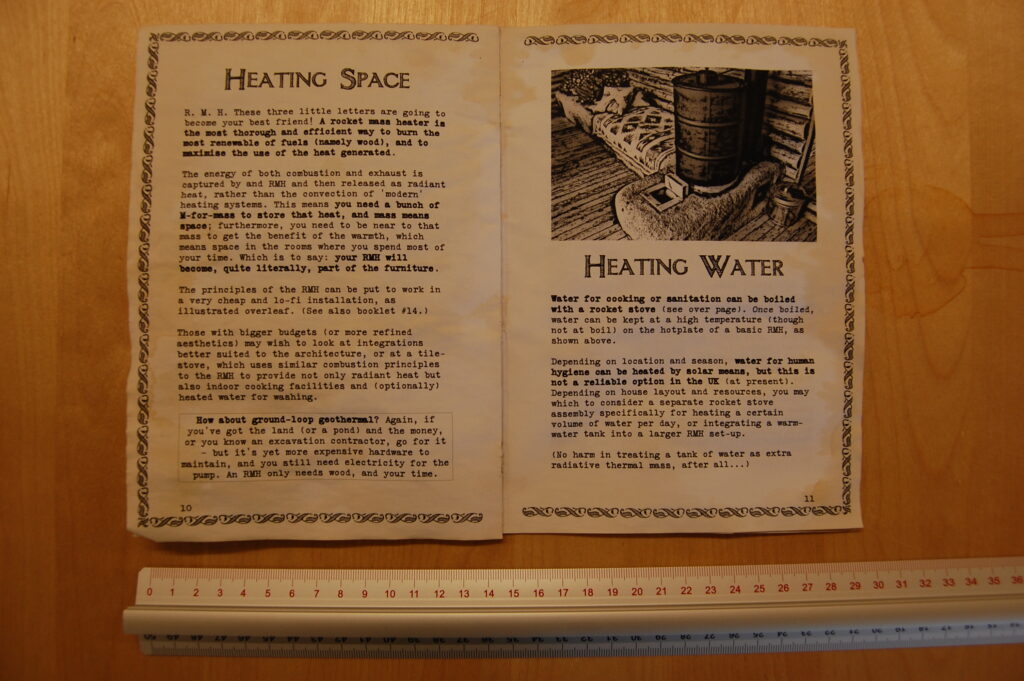 HEATING SPACE
R. M. H. These three little letters are going to
become your best friend! A rocket mass heater is
the most thorough and efficient way to burn the
most renewable of fuels (namely wood), and to
maximise the use of the heat generated.
The energy of both combustion and exhaust is
captured by and RMH and then released as radiant
heat, rather than the convection of 'modern'
heating systems. This means you need a bunch of
M-for-mass to store that heat, and mass means
space; furthermore, you need to be near to that
mass to get the benefit of the warmth, which
means space in the rooms where you spend most of
your time. Which is to say: your RMH will
become, quite literally, part of the furniture.
The principles of the RMH can be put to work in
a very cheap and lo-fi installation, as
illustrated overleaf. (See also booklet #14.)
Those with bigger budgets (or more refined
aesthetics) may wish to look at integrations
better suited to the architecture, or at a tile-
stove, which uses similar combustion principles
to the RMH to provide not only radiant heat but
also indoor cooking facilities and (optionally)
heated water for washing.
How about ground-loop geothermal? Again, if
you've got the land (or a pond) and the money,
or you know an excavation contractor, go for it
- but it's yet more expensive hardware to
maintain, and you still need electricity for the
pump. An RMH only needs wood, and your time.
10
HEATING WATER
Water for cooking or sanitation can be boiled
with a rocket stove (see over page). Once boiled,
water can be kept at a high temperature (though
not at boil) on the hotplate of a basic RMH, as
shown above.
Depending on location and season, water for human
hygiene can be heated by solar means, but this is
not a reliable option in the UK (at present).
Depending on house layout and resources, you may
which to consider a separate rocket stove
assembly specifically for heating a certain
volume of water per day, or integrating a warm-
water tank into a larger RMH set-up.
(No harm in treating a tank of water as extra
radiative thermal mass, after all...)
11
0 1 2 3 4 5 6 7 8 9 10 11 12 13 14 15 16 17 18 19 20 21 22 23 24 25 26 27 28 29 30 31 32 33 34 35 36